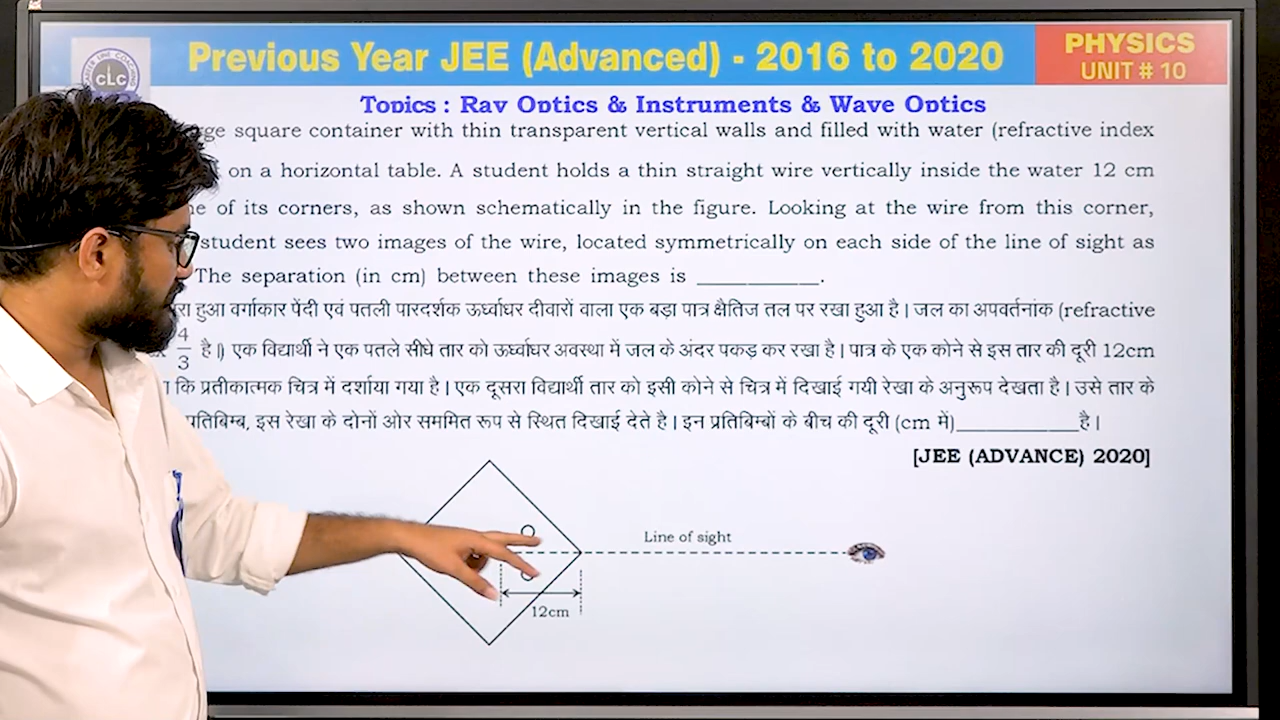 Previous Year JEE (Advanced) - 2016 to 2020
PHYSICS
UNIT # 10
cLc
Topics : Ray Optics & Instruments & Wave Optics
square container with thin transparent vertical walls and filled with water (refractive index
on a horizontal table. A student holds a thin straight wire vertically inside the water 12 cm
of its corners, as shown schematically in the figure. Looking at the wire from this corner,
student sees two images of the wire, located symmetrically on each side of the line of sight as
The separation (in cm) between these images is __________.
हुआ वर्गाकार पेंदी एवं पतली पारदर्शक ऊर्ध्वाधर दीवारों वाला एक बड़ा पात्र क्षैतिज तल पर रखा हुआ है। जल का अपवर्तनांक (refractive
4/3 है।) एक विद्यार्थी ने एक पतले सीधे तार को ऊर्ध्वाधर अवस्था में जल के अंदर पकड़ कर रखा है। पात्र के एक कोने से इस तार की दूरी 12cm
कि प्रतीकात्मक चित्र में दर्शाया गया है। एक दूसरा विद्यार्थी तार को इसी कोने से चित्र में दिखाई गयी रेखा के अनुरूप देखता है। उसे तार के
प्रतिबिम्ब, इस रेखा के दोनों ओर सममित रूप से स्थित दिखाई देते है। इन प्रतिबिम्बों के बीच की दूरी (cm में)__________है।
[JEE (ADVANCE) 2020]
Line of sight
12cm